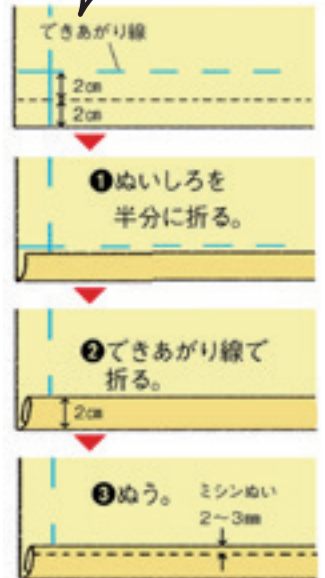 できあがり線
2cm
2cm
❶ぬいしろを
半分に折る。
❷できあがり線で
折る。
2cm
❸ぬう。
ミシンぬい
2〜3mm